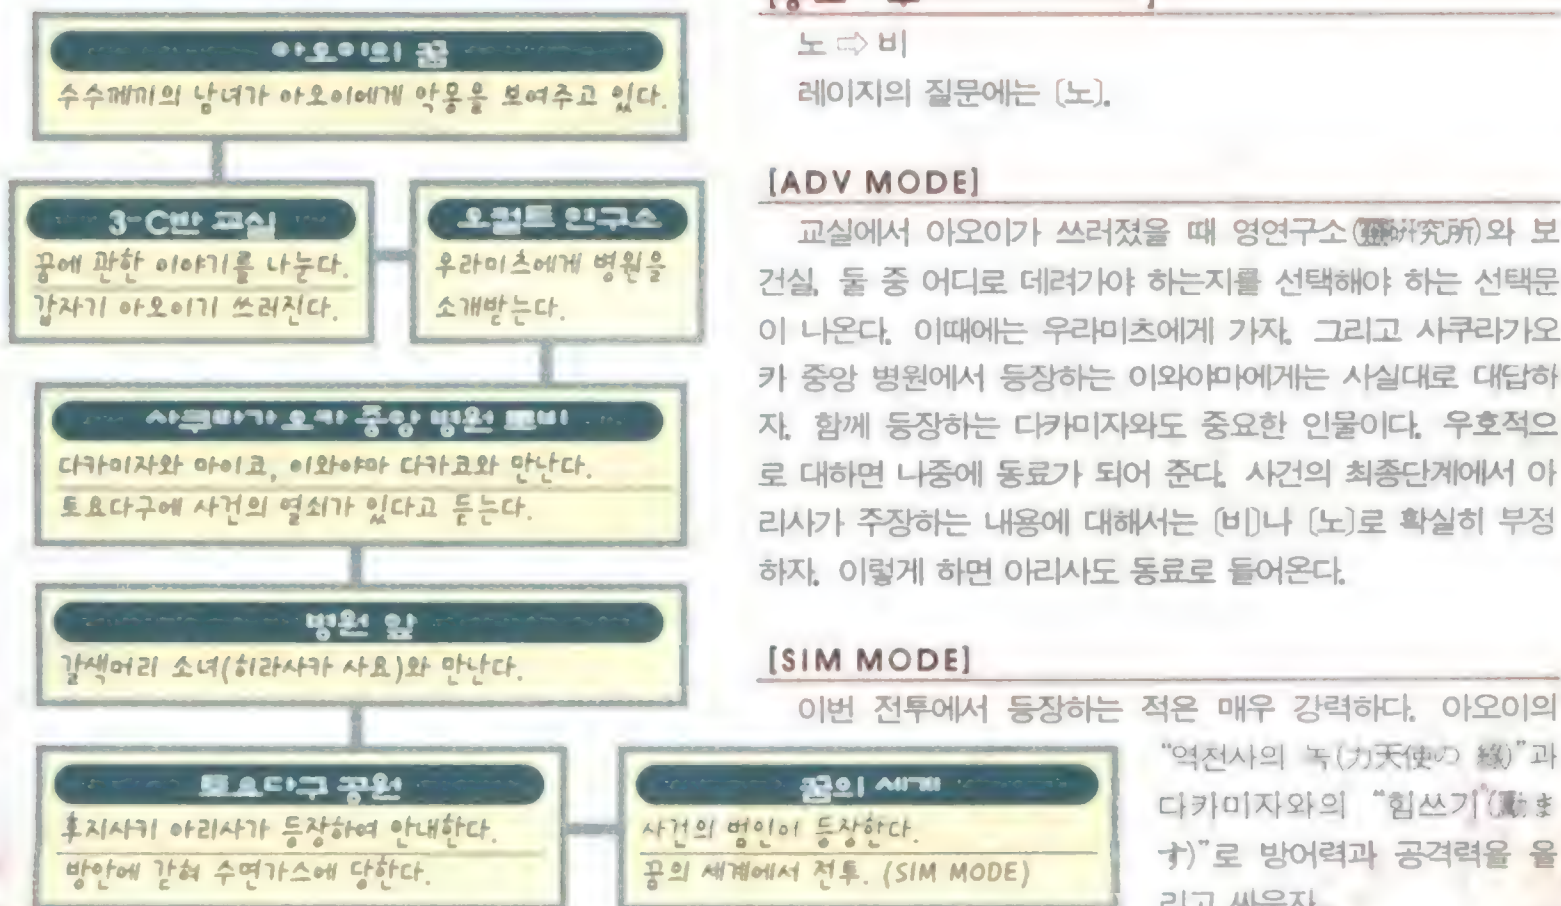 아오이의 꿈
수수께끼의 남녀가 아오이에게 악몽을 보여주고 있다.
3-C반 교실
꿈에 관한 이야기를 나눈다.
갑자기 아오이가 쓰러진다.
오컬트 연구소
우라미츠에게 병원을
소개받는다.
사쿠라가오카 중앙 병원 로비
다카미자와 마이코, 이와야마 다카코와 만난다.
토요다구에 사건의 열쇠가 있다고 듣는다.
병원 앞
갈색머리 소녀(히라사카 사요)와 만난다.
토요다구 공원
후지사키 아리사가 등장하여 안내한다.
방안에 갇혀 수면가스에 당한다.
꿈의 세계
사건의 범인이 등장한다.
꿈의 세계에서 전투. (SIM MODE)
노 ⇨ 비
레이지의 질문에는 [노].
[ADV MODE]
교실에서 아오이가 쓰러졌을 때 영연구소(研究所)와 보
건실, 둘 중 어디로 데려가야 하는지를 선택해야 하는 선택문
이 나온다. 이때에는 우라미츠에게 가자. 그리고 사쿠라가오
카 중앙 병원에서 등장하는 이와야마에게는 사실대로 대답하
자. 함께 등장하는 다카미자와도 중요한 인물이다. 우호적으
로 대하면 나중에 동료가 되어 준다. 사건의 최종단계에서 아
리사가 주장하는 내용에 대해서는 [비]나 [노]로 확실히 부정
하자. 이렇게 하면 아리사도 동료로 들어온다.
[SIM MODE]
이번 전투에서 등장하는 적은 매우 강력하다. 아오이의
"역전사의 녹(力天使の 緑)"과
다카미자와의 "힘쓰기(ま
す)"로 방어력과 공격력을 올
리고 싸우자.